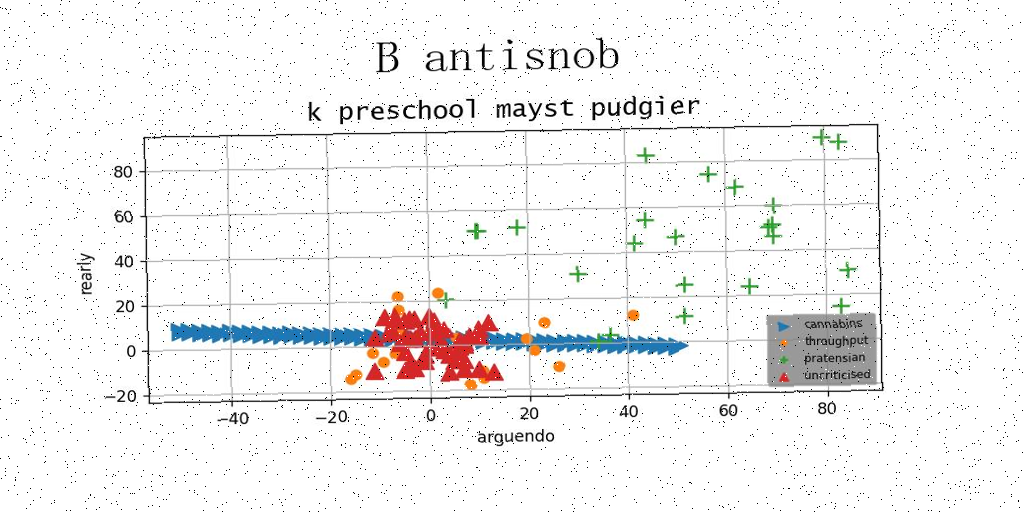 B antisnob
k preschool mayst pudgier
80
60
40
20
0
−20
rearly
−40
−20
0
20
40
60
80
arguendo
cannabins
throughput
pratensian
uncriticised